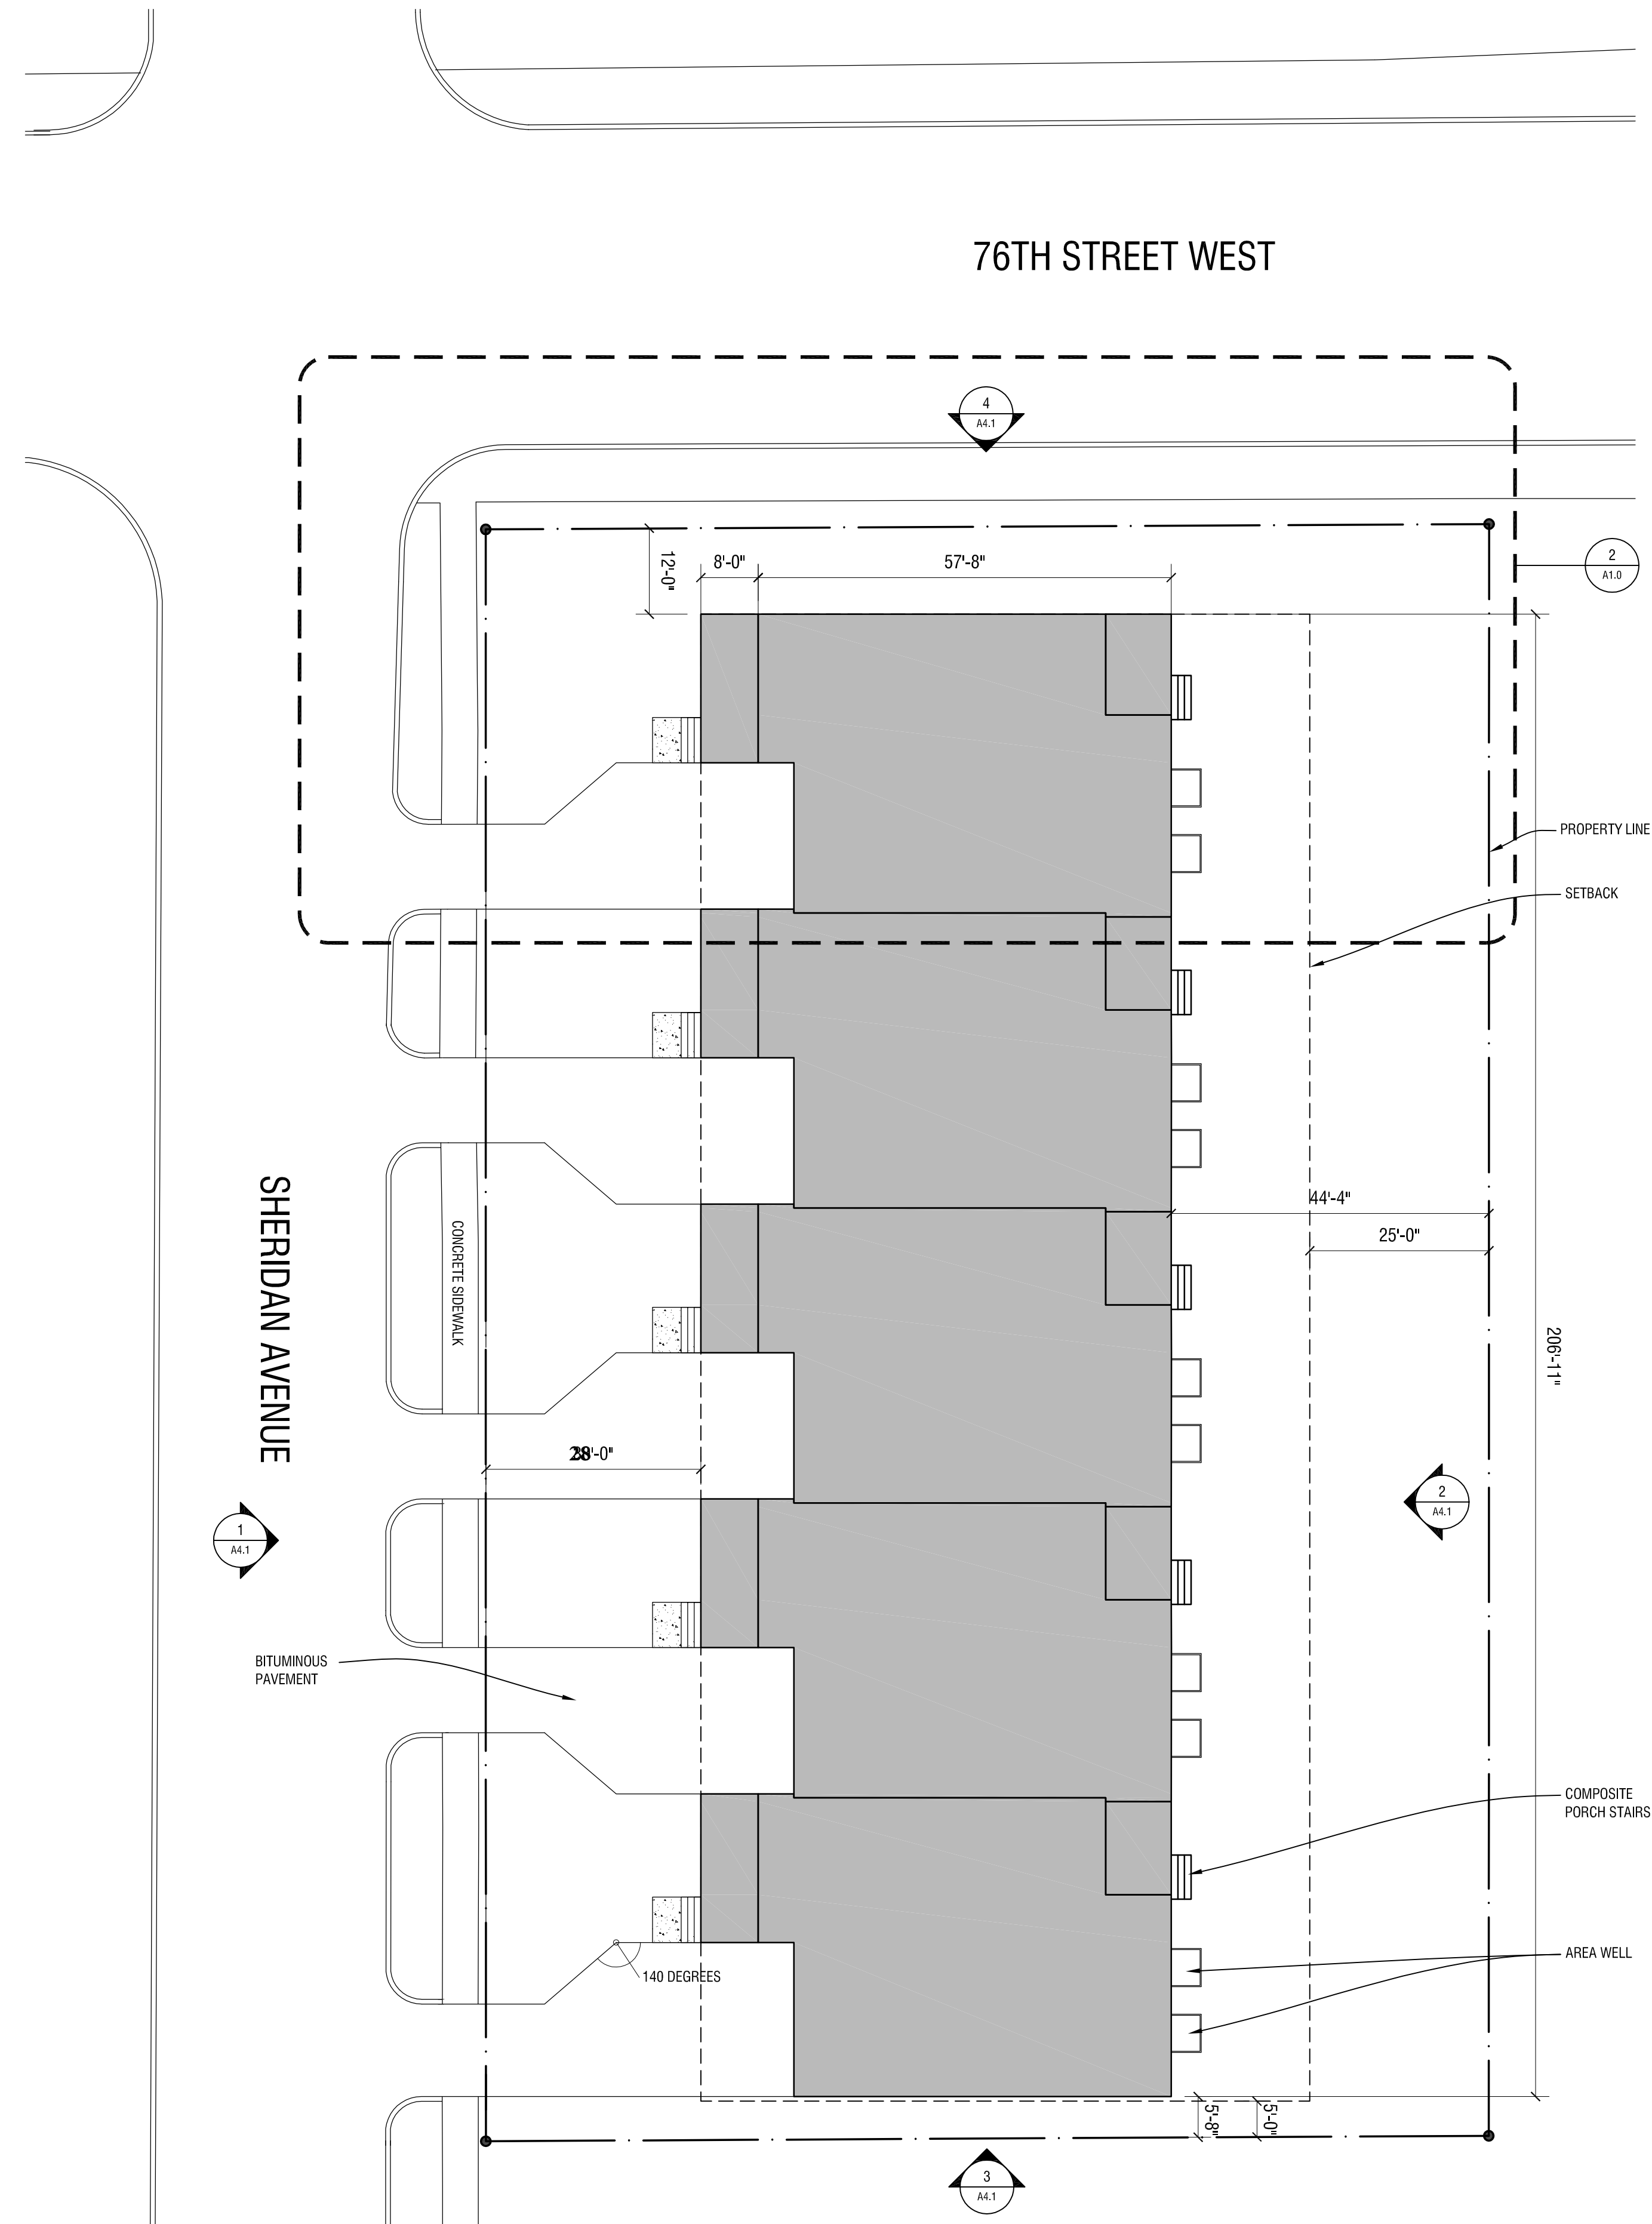 76TH STREET WEST
4
A4.1
2
A1.0
12'-0"
8'-0"
57'-8"
PROPERTY LINE
SETBACK
SHERIDAN AVENUE
CONCRETE SIDEWALK
44'-4"
25'-0"
206'-11"
1
A4.1
2
A4.1
BITUMINOUS
PAVEMENT
COMPOSITE
PORCH STAIRS
AREA WELL
140 DEGREES
5'-8"
5'-0"
3
A4.1